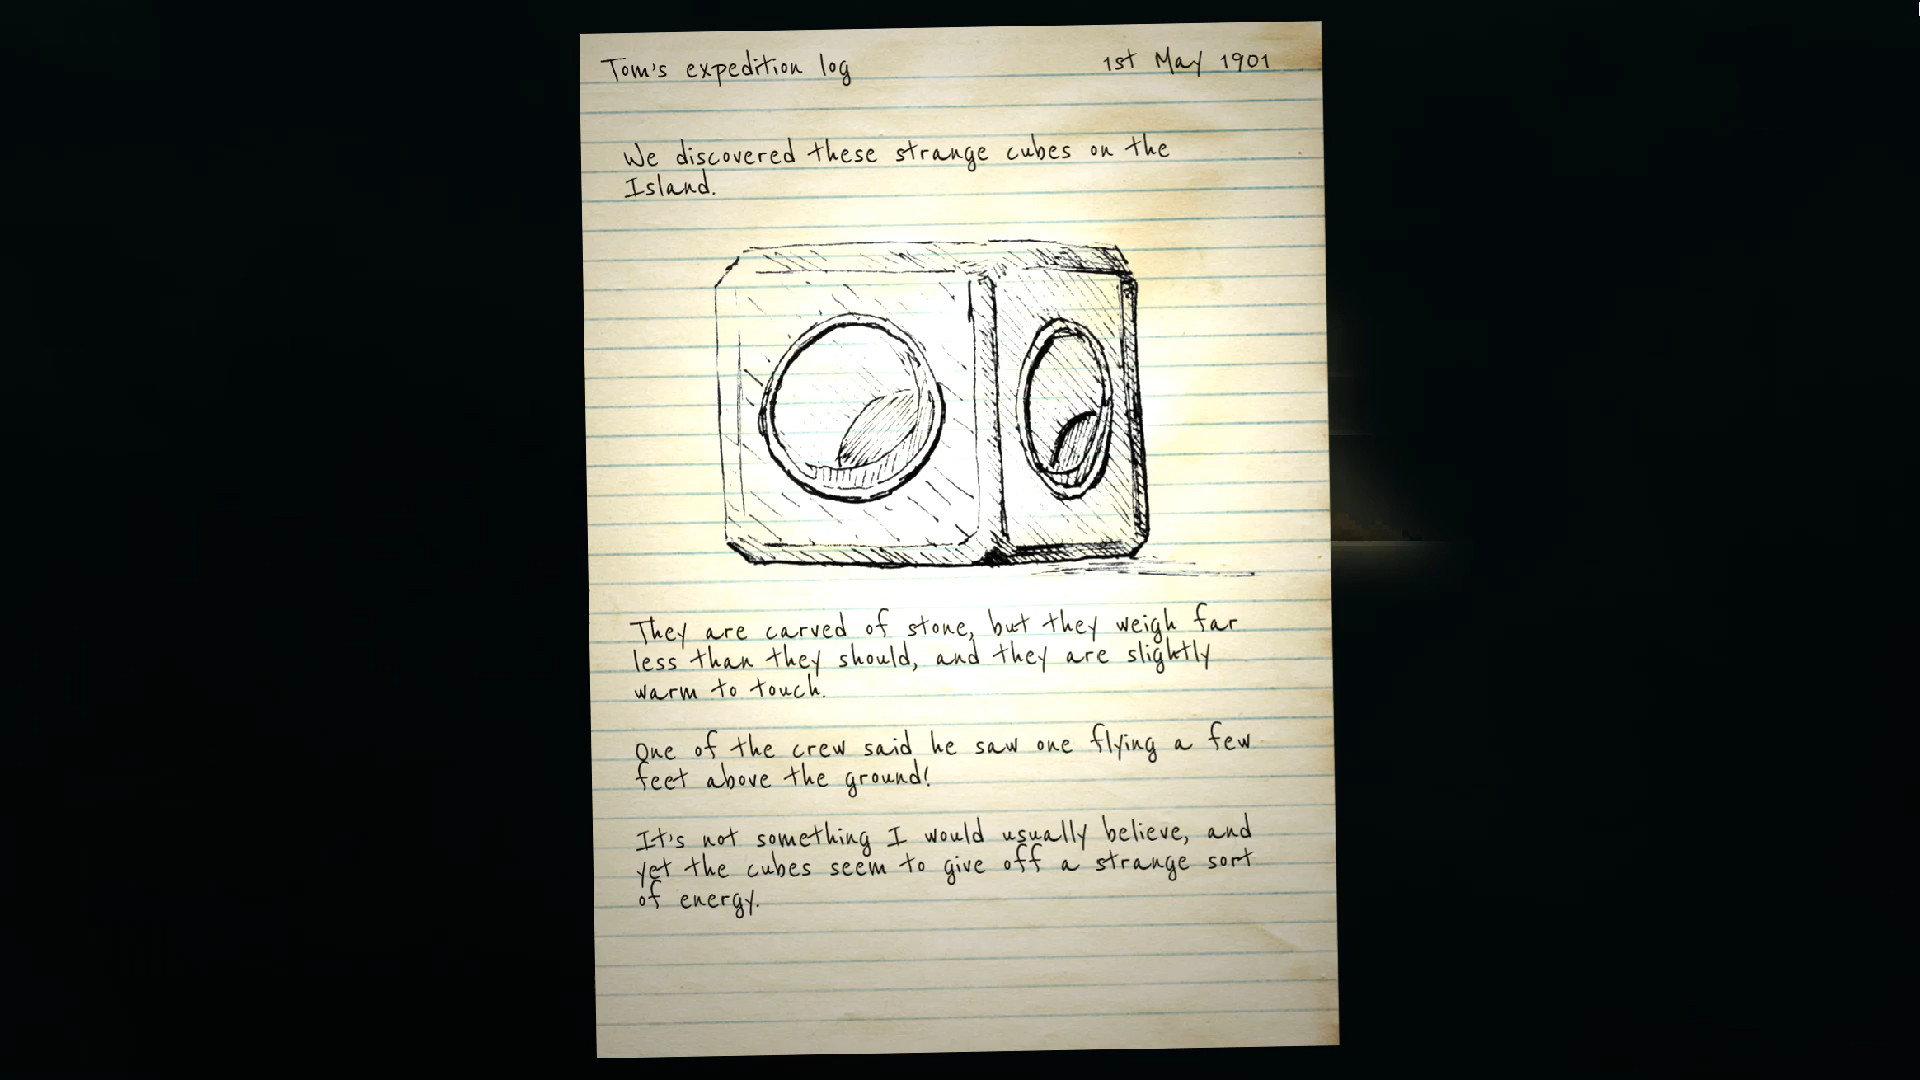 Tom's expedition log
1st May 1901
We discovered these strange cubes on the
Island.
They are carved of stone, but they weigh far
less than they should, and they are slightly
warm to touch.
One of the crew said he saw one flying a few
feet above the ground!
It's not something I would usually believe, and
yet the cubes seem to give off a strange sort
of energy.